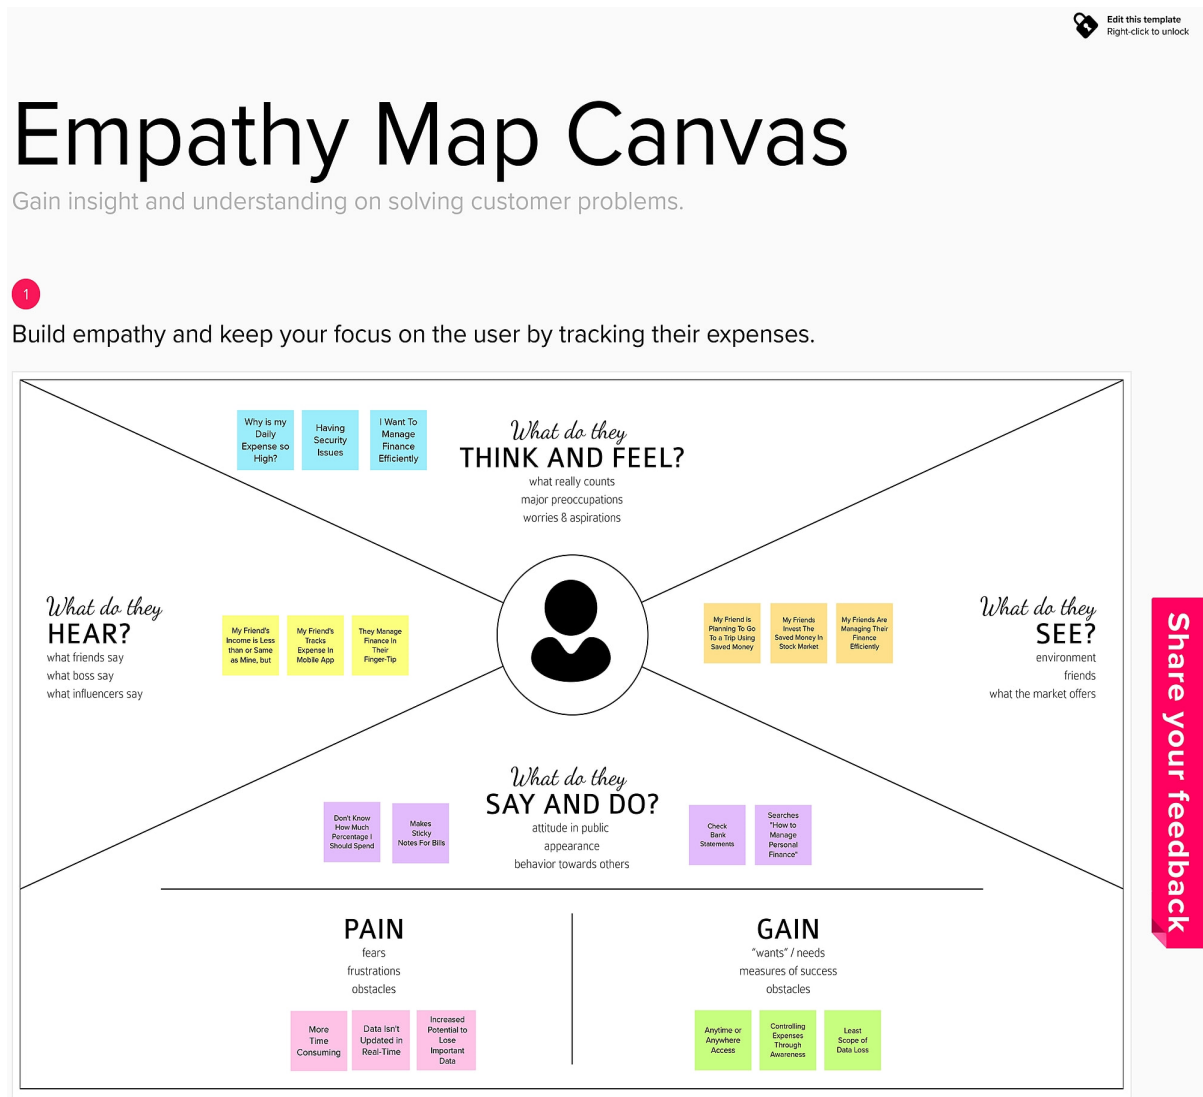 Edit this template
Right-click to unlock
Empathy Map Canvas
Gain insight and understanding on solving customer problems.
1
Build empathy and keep your focus on the user by tracking their expenses.
Why is my
Daily
Expense so
High?
Having
Security
Issues
I Want To
Manage
Finance
Efficiently
What do they
THINK AND FEEL?
what really counts
major preoccupations
worries & aspirations
What do they
HEAR?
what friends say
what boss say
what influencers say
My Friend's
Income is Less
than or Same
as Mine, but
My Friend's
Tracks
Expense In
Mobile App
They Manage
Finance In
Their
Finger-Tip
My Friend is
Planning To Go
To a Trip Using
Saved Money
My Friends
Invest The
Saved Money In
Stock Market
My Friends Are
Managing Their
Finance
Efficiently
What do they
SEE?
environment
friends
what the market offers
What do they
SAY AND DO?
attitude in public
appearance
behavior towards others
Don't Know
How Much
Percentage I
Should Spend
Makes
Sticky
Notes For Bills
Check
Bank
Statements
Searches
"How to
Manage
Personal
Finance"
PAIN
fears
frustrations
obstacles
More
Time
Consuming
Data Isn't
Updated in
Real-Time
Increased
Potential to
Lose
Important
Data
GAIN
"wants" / needs
measures of success
obstacles
Anytime or
Anywhere
Access
Controlling
Expenses
Through
Awareness
Least
Scope of
Data Loss
Share your feedback